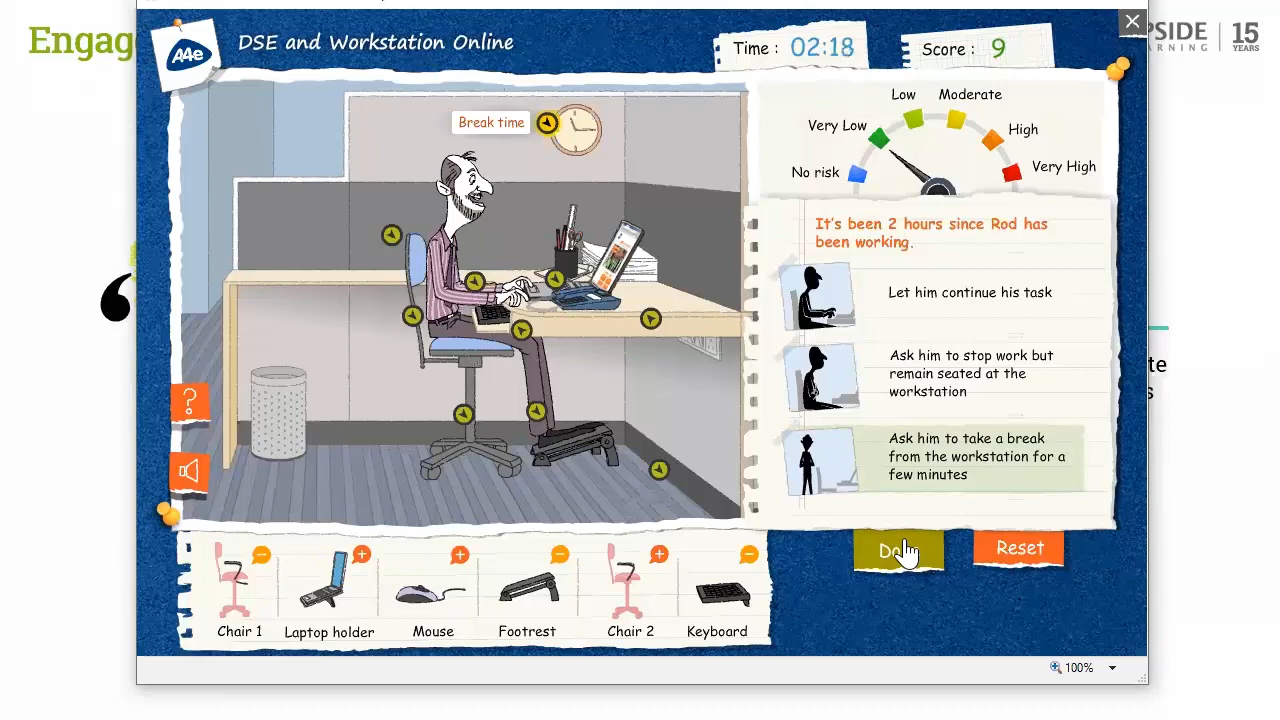 Engag
A4e
DSE and Workstation Online
Time : 02:18
Score : 9
PSIDE
ARNING
15
YEARS
Break time
Low
Moderate
Very Low
High
No risk
Very High
It's been 2 hours since Rod has
been working.
Let him continue his task
Ask him to stop work but
remain seated at the
workstation
Ask him to take a break
from the workstation for a
few minutes
te
s
?
Reset
Chair 1
Laptop holder
Mouse
Footrest
Chair 2
Keyboard
100%